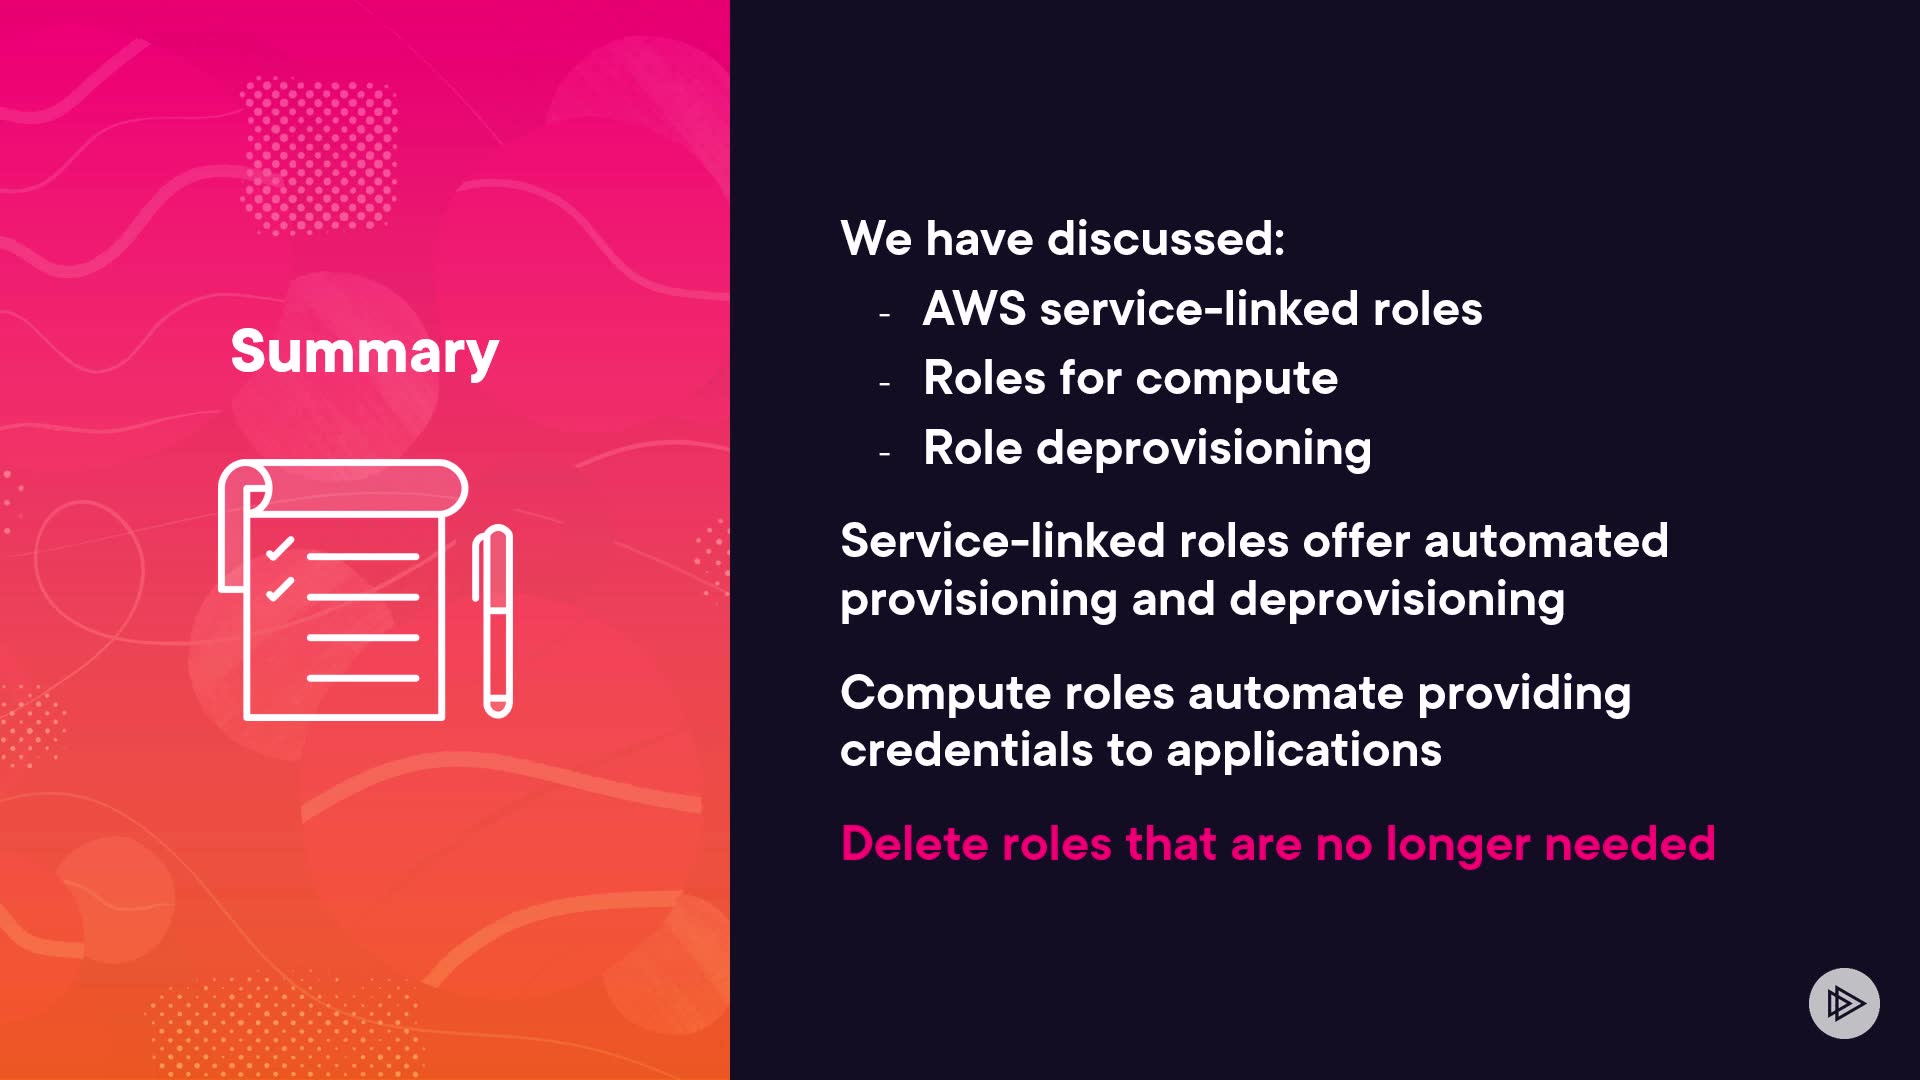 Summary
We have discussed:
- AWS service-linked roles
- Roles for compute
- Role deprovisioning
Service-linked roles offer automated
provisioning and deprovisioning
Compute roles automate providing
credentials to applications
Delete roles that are no longer needed